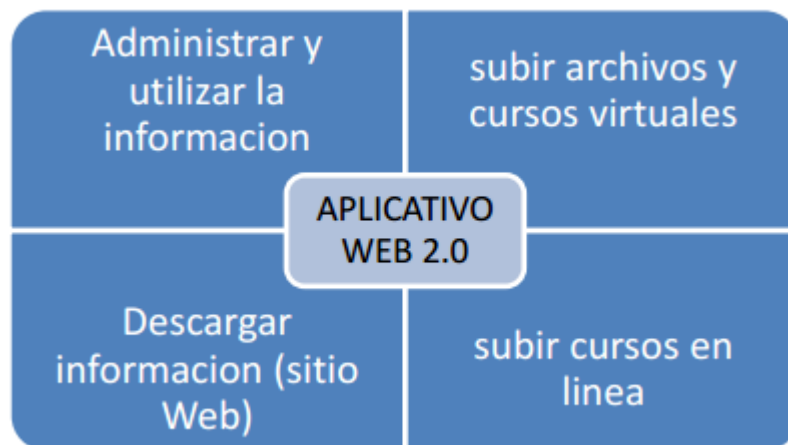 Administrar y
utilizar la
informacion
subir archivos y
cursos virtuales
APLICATIVO
WEB 2.0
Descargar
informacion (sitio
Web)
subir cursos en
linea